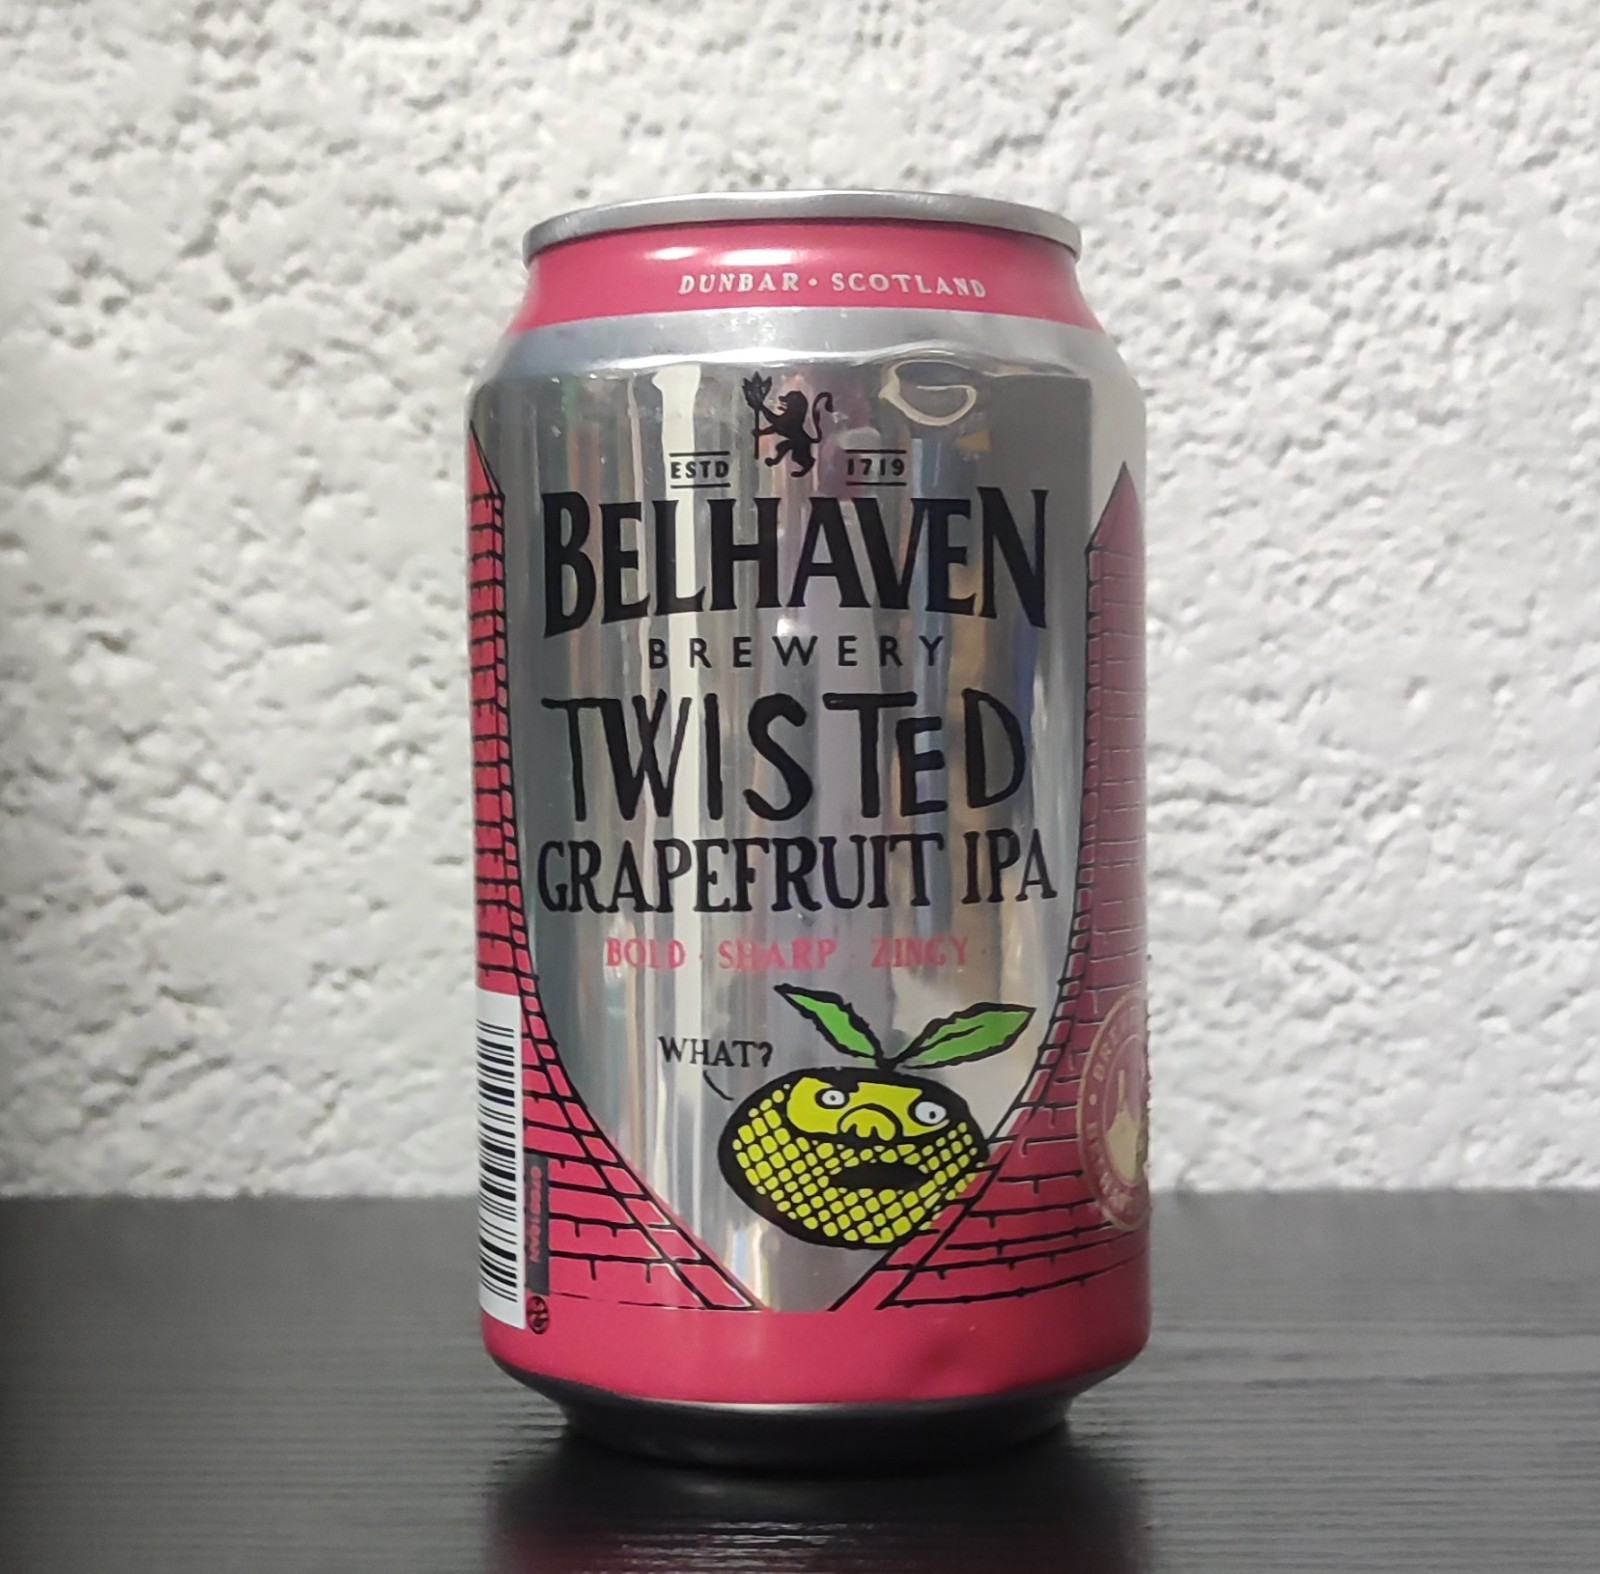 DUNBAR · SCOTLAND
ESTD 1719
BELHAVEN
BREWERY
TWISTED
GRAPEFRUIT IPA
BOLD · SHARP · ZINGY
WHAT?